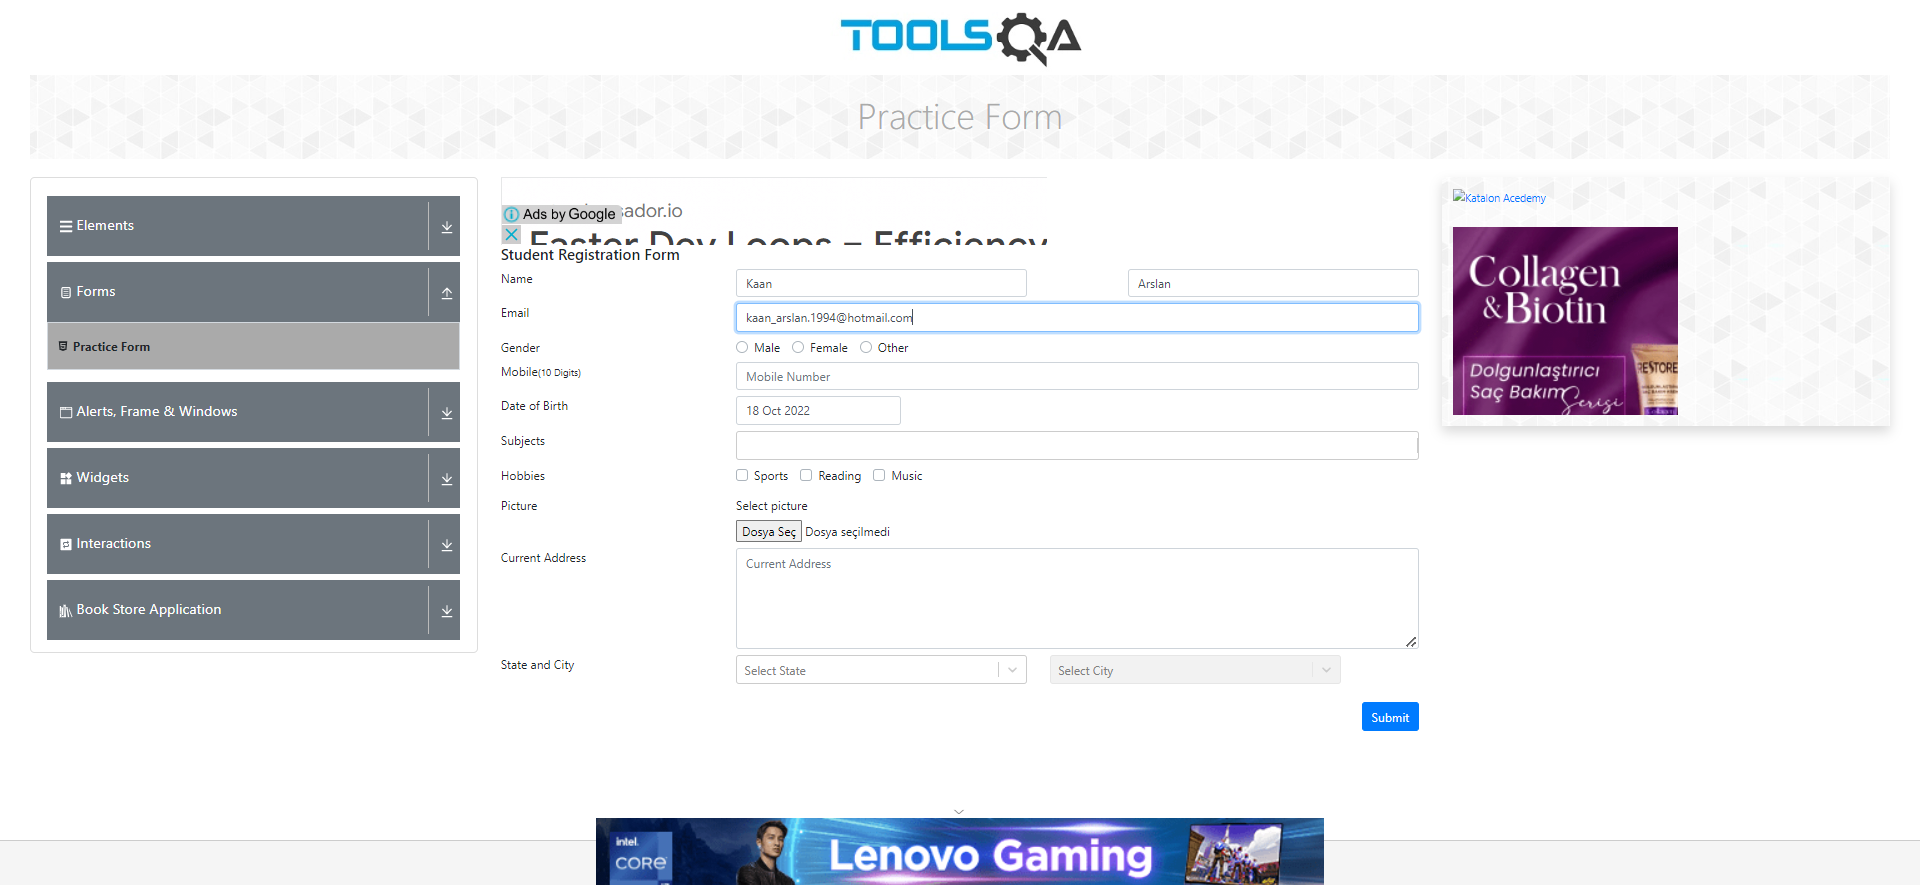 TOOLSQA
Practice Form
Elements
Forms
Practice Form
Alerts, Frame & Windows
Widgets
Interactions
Book Store Application
Ads by Google
sador.io
Faster Dev Loops – Efficiency
Student Registration Form
Name Kaan Arslan
Email kaan_arslan.1994@hotmail.com
Gender Male Female Other
Mobile(10 Digits) Mobile Number
Date of Birth 18 Oct 2022
Subjects
Hobbies Sports Reading Music
Picture Select picture
Dosya Seç Dosya seçilmedi
Current Address Current Address
State and City Select State Select City
Submit
Katalon Acedemy
Collagen
&Biotin
Dolgunlaştırıcı
Saç Bakım
Serisi
RESTORE
intel.
CORE
Lenovo Gaming